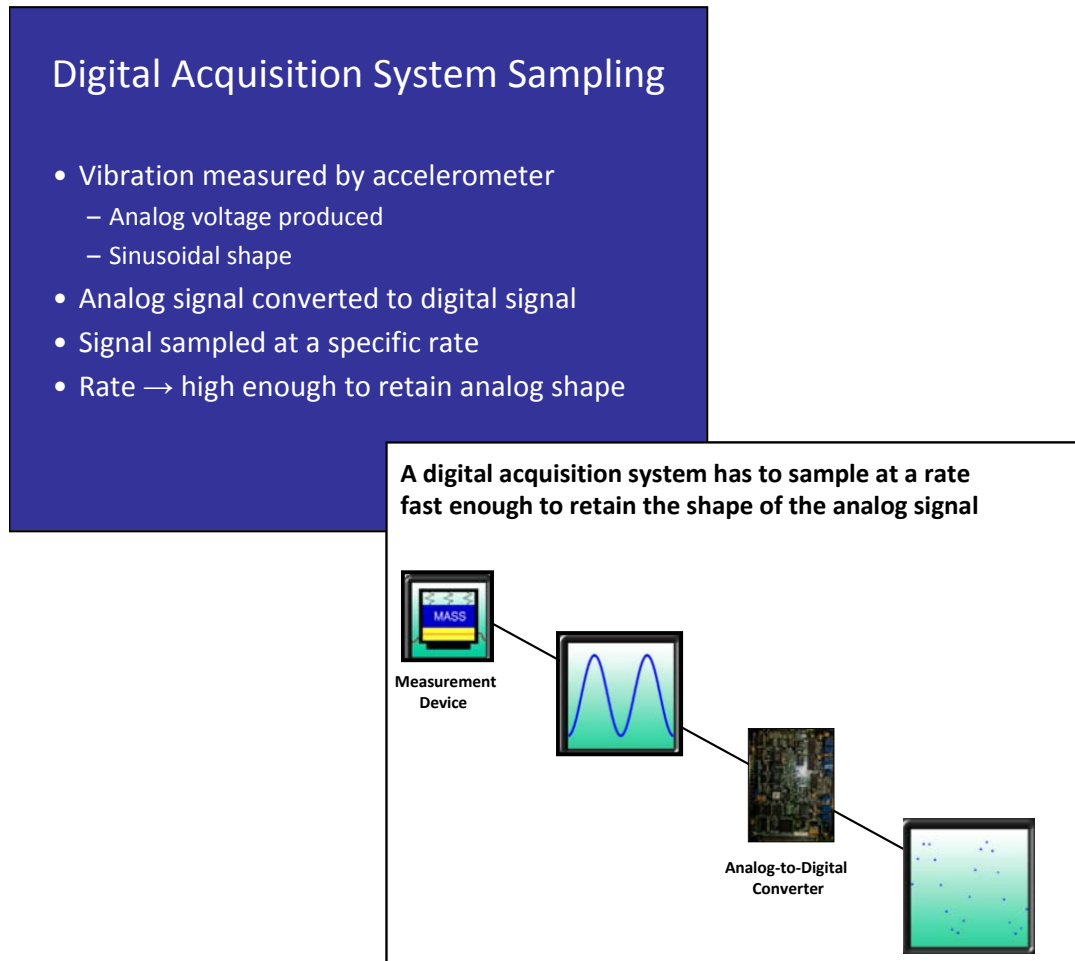 Digital Acquisition System Sampling
• Vibration measured by accelerometer
– Analog voltage produced
– Sinusoidal shape
• Analog signal converted to digital signal
• Signal sampled at a specific rate
• Rate → high enough to retain analog shape
A digital acquisition system has to sample at a rate
fast enough to retain the shape of the analog signal
MASS
Measurement
Device
Analog-to-Digital
Converter